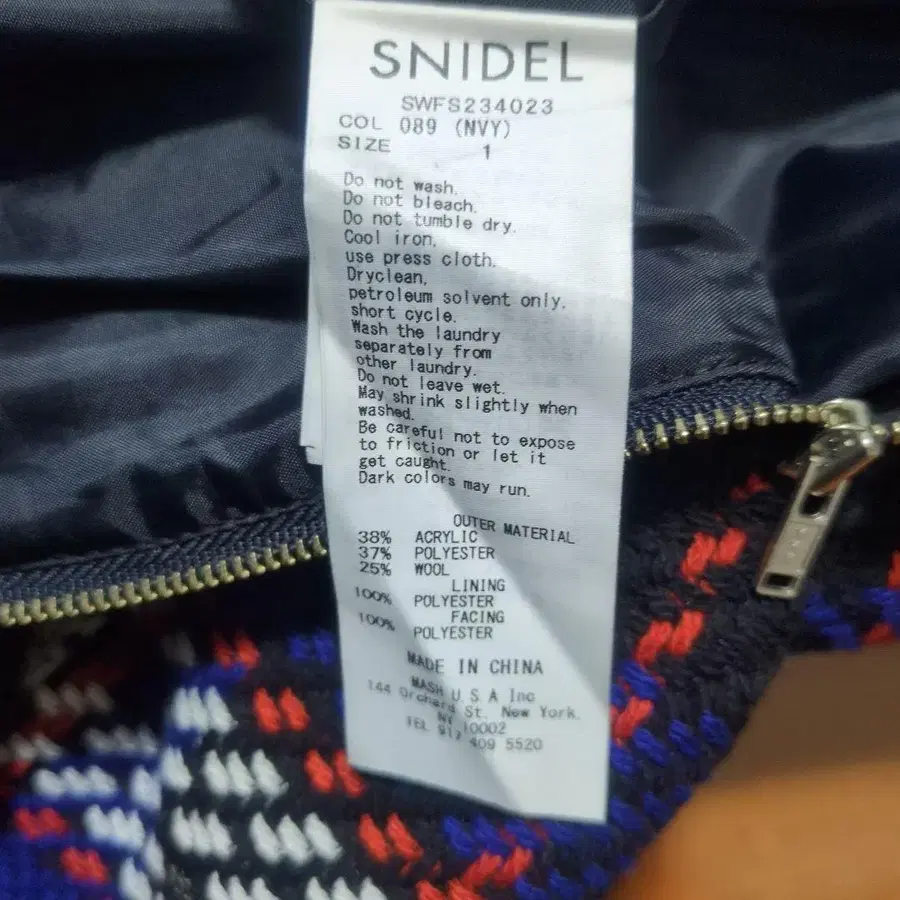 SNIDEL
SWFS234023
COL 089 (NVY)
SIZE 1
Do not wash.
Do not bleach.
Do not tumble dry.
Cool iron,
use press cloth.
Dryclean,
petroleum solvent only,
short cycle.
Wash the laundry
separately from
other laundry.
Do not leave wet.
May shrink slightly when
washed.
Be careful not to expose
to friction or let it
get caught.
Dark colors may run.
OUTER MATERIAL
38% ACRYLIC
37% POLYESTER
25% WOOL
LINING
100% POLYESTER
FACING
100% POLYESTER
MADE IN CHINA
MASH U.S.A Inc
144 Orchard St. New York.
NY 10002
TEL 917 409 5520